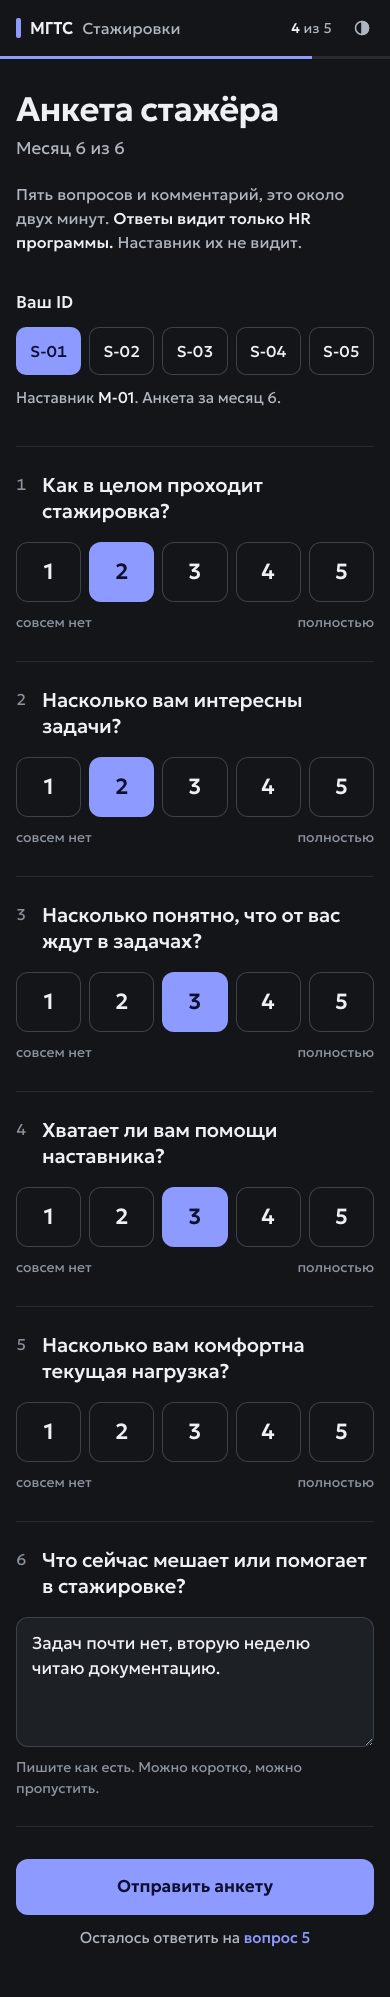 МГТС Стажировки 4 из 5
Анкета стажёра
Месяц 6 из 6
Пять вопросов и комментарий, это около
двух минут. Ответы видит только HR
программы. Наставник их не видит.
Ваш ID
S-01 S-02 S-03 S-04 S-05
Наставник M-01. Анкета за месяц 6.
1 Как в целом проходит
стажировка?
1 2 3 4 5
совсем нет полностью
2 Насколько вам интересны
задачи?
1 2 3 4 5
совсем нет полностью
3 Насколько понятно, что от вас
ждут в задачах?
1 2 3 4 5
совсем нет полностью
4 Хватает ли вам помощи
наставника?
1 2 3 4 5
совсем нет полностью
5 Насколько вам комфортна
текущая нагрузка?
1 2 3 4 5
совсем нет полностью
6 Что сейчас мешает или помогает
в стажировке?
Задач почти нет, вторую неделю
читаю документацию.
Пишите как есть. Можно коротко, можно
пропустить.
Отправить анкету
Осталось ответить на вопрос 5